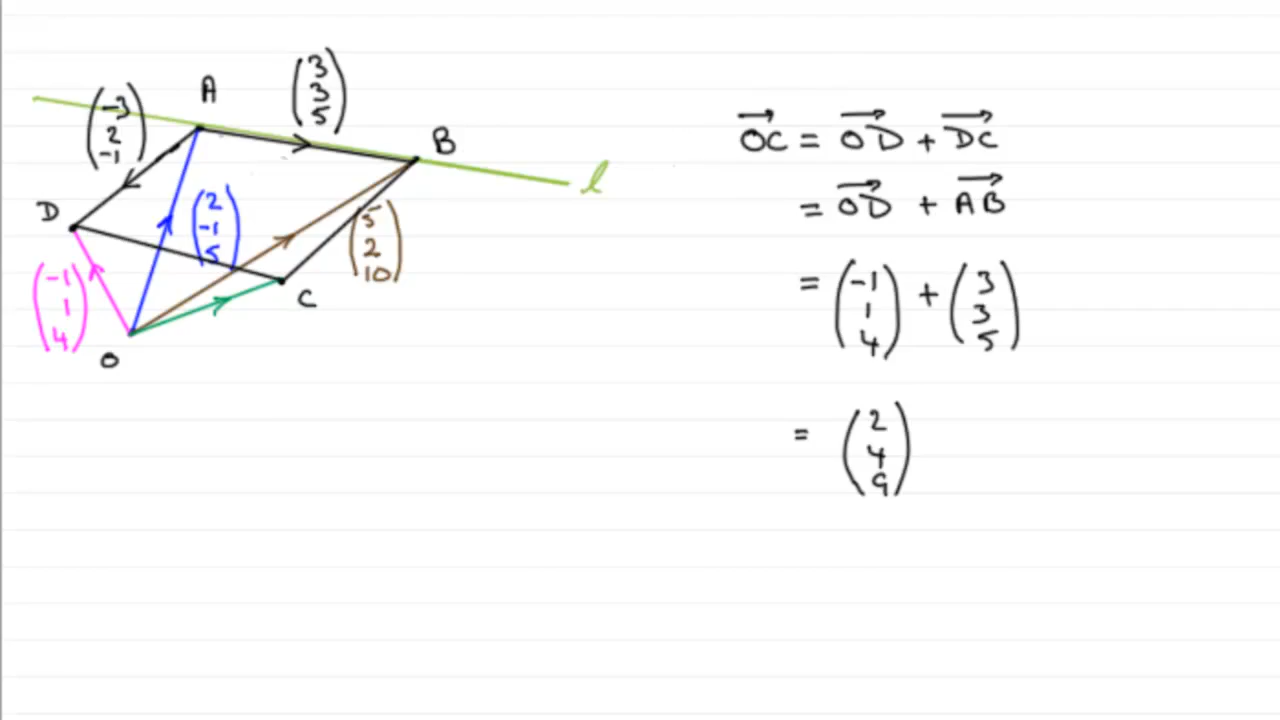 A
B
D
C
O
l
(-3 2 -1)
(3 3 5)
(2 -1 5)
(5 2 10)
(-1 1 4)
OC = OD + DC
= OD + AB
= (-1 1 4) + (3 3 5)
= (2 4 9)